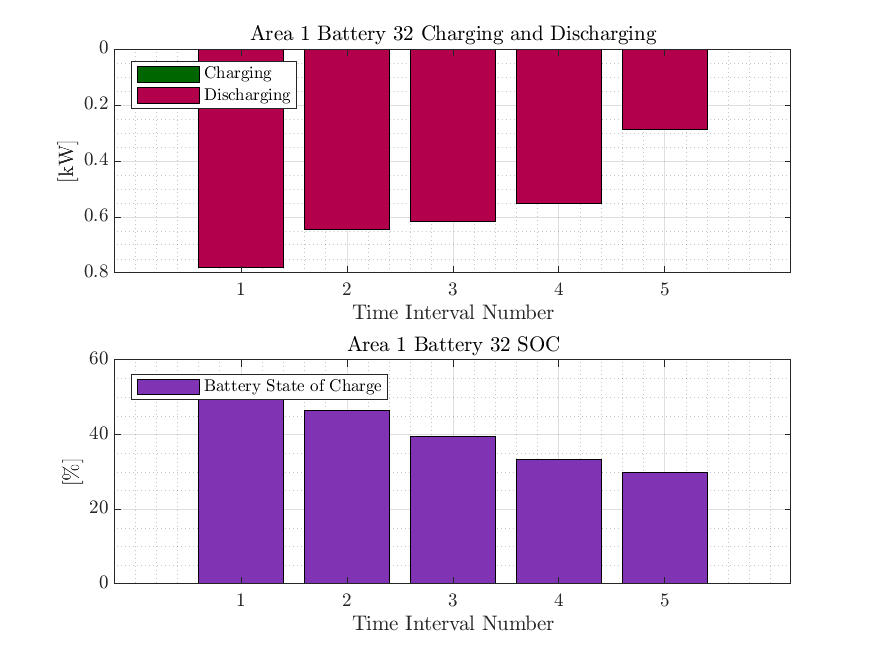 Area 1 Battery 32 Charging and Discharging
0
0.2
0.4
0.6
0.8
[kW]
Charging
Discharging
1 2 3 4 5
Time Interval Number
Area 1 Battery 32 SOC
60
40
20
0
[%]
Battery State of Charge
1 2 3 4 5
Time Interval Number